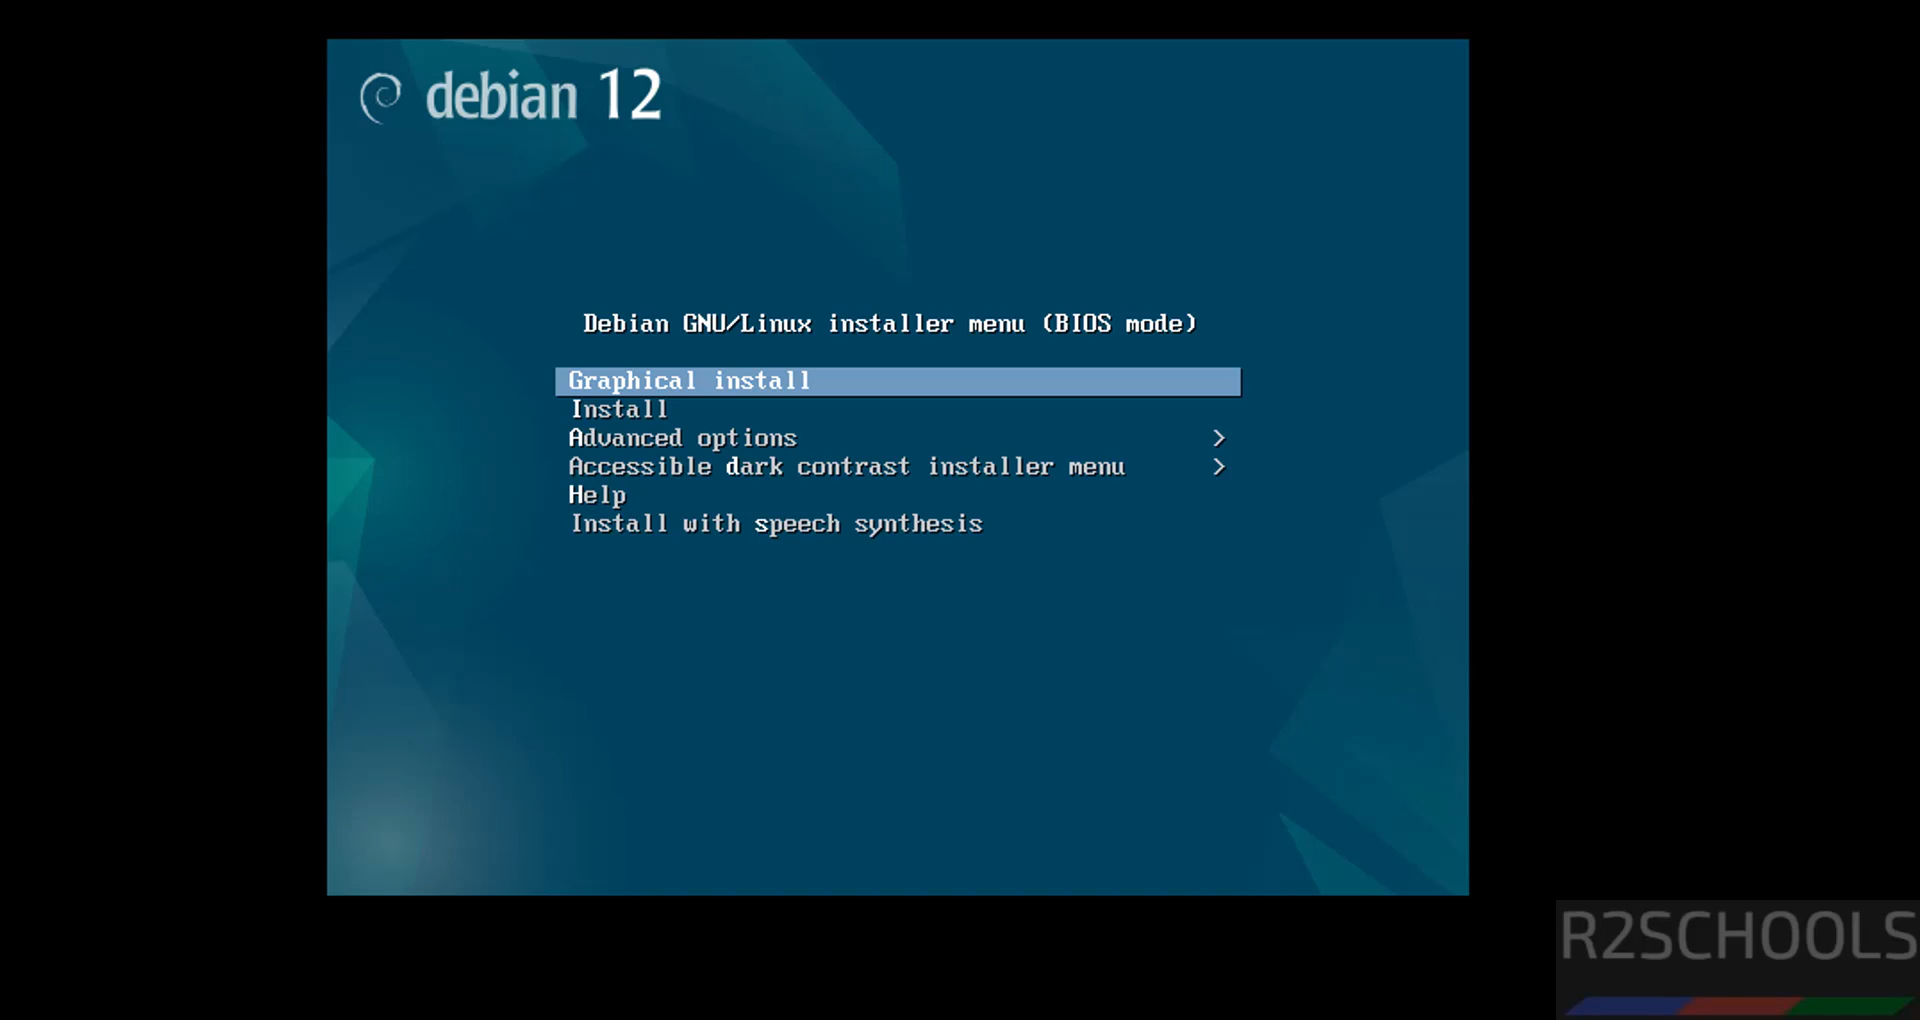 debian 12
Debian GNU/Linux installer menu (BIOS mode)
Graphical install
Install
Advanced options >
Accessible dark contrast installer menu >
Help
Install with speech synthesis
R2SCHOOLS